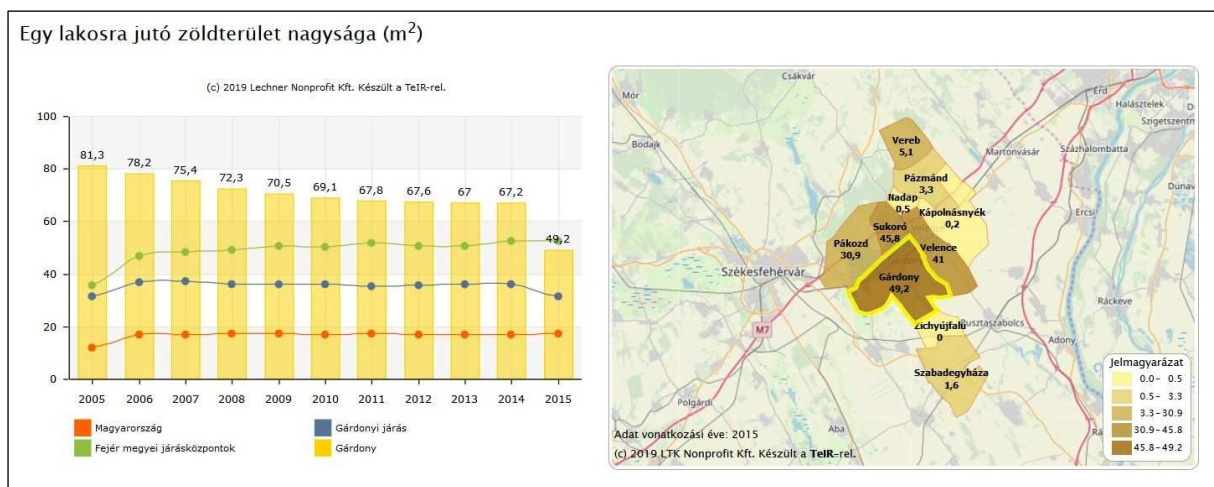 Egy lakosra jutó zöldterület nagysága (m²)
(c) 2019 Lechner Nonprofit Kft. Készült a TeIR-rel.
100
80
60
40
20
0
81,3
78,2
75,4
72,3
70,5
69,1
67,8
67,6
67
67,2
49,2
2005
2006
2007
2008
2009
2010
2011
2012
2013
2014
2015
Magyarország
Gárdonyi járás
Fejér megyei járásközpontok
Gárdony
Csákvár
Mór
Bodajk
Érd
Halásztelek
Szigetszentm
Százhalombatta
Martonvásár
Vereb
5,1
Pázmánd
3,3
Nadap
0,5
Kápolnásnyék
0,2
Sukoró
45,8
Velence
41
Pákozd
30,9
Gárdony
49,2
Székesfehérvár
Ercsi
Dunav
M7
Zichyújfalu
0
Pusztaszabolcs
Ráckeve
Adony
Szabadegyháza
1,6
Polgárdi
Aba
Jelmagyarázat
0.0- 0.5
0.5- 3.3
3.3-30.9
30.9-45.8
45.8-49.2
Adat vonatkozási éve: 2015
(c) 2019 LTK Nonprofit Kft. Készült a TeIR-rel.